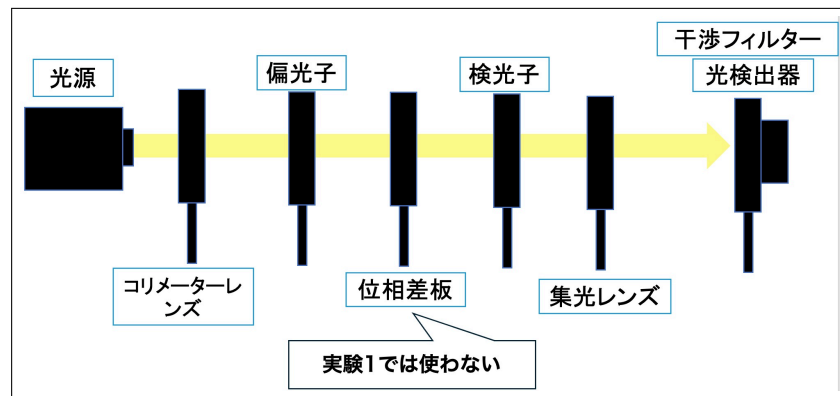 干渉フィルター
光源
偏光子
検光子
光検出器
コリメーターレ
ンズ
位相差板
集光レンズ
実験1では使わない